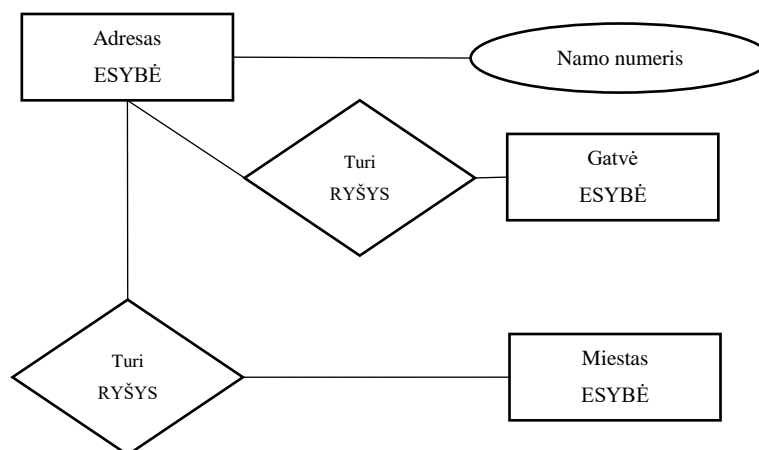 Adresas
ESYBĖ
Namo numeris
Turi
RYŠYS
Gatvė
ESYBĖ
Turi
RYŠYS
Miestas
ESYBĖ